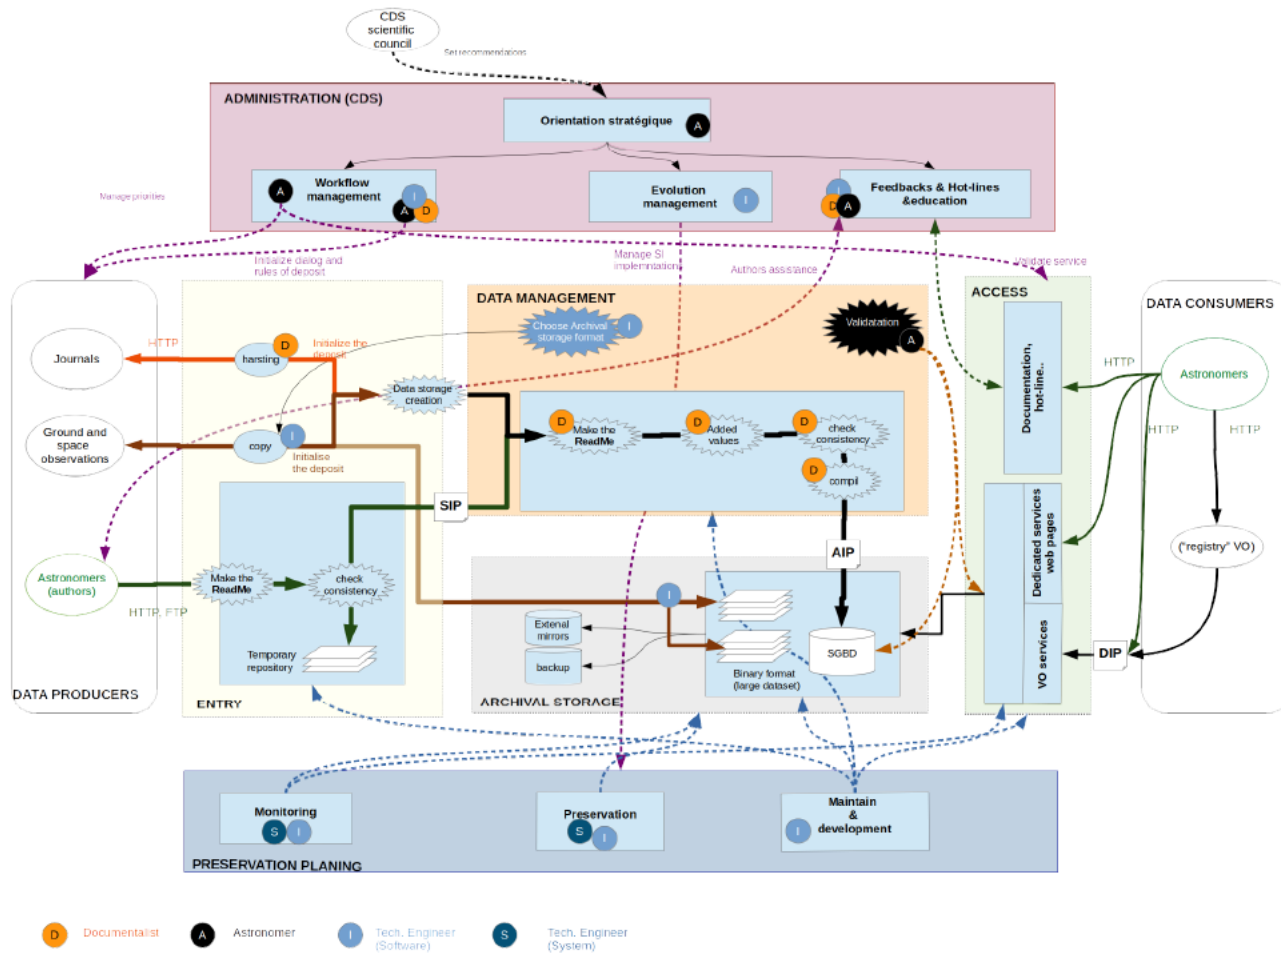 CDS
scientific
council
Set recommendations
ADMINISTRATION (CDS)
Orientation stratégique
A
Workflow
management
A
I
A
D
Evolution
management
I
Feedbacks & Hot-lines
&education
I
D
A
Manage priorities
Initialize dialog and
rules of deposit
Manage SI
implemntations
Authors assistance
Validate service
DATA MANAGEMENT
ACCESS
DATA CONSUMERS
Choose Archival
storage format
I
Validatation
A
Journals
HTTP
harsting
D
Initialize the
deposit
Data storage
creation
Documentation,
hot-line..
HTTP
Astronomers
HTTP
HTTP
Ground and
space
observations
copy
I
Initialise
the deposit
D
Make the
ReadMe
D
Added
values
D
check
consistency
D
compil
SIP
Dedicated services
web pages
AIP
("registry" VO)
Astronomers
(authors)
HTTP, FTP
Make the
ReadMe
check
consistency
I
Extenal
mirrors
backup
SGBD
Temporary
repository
Binary format
(large dataset)
VO services
DIP
DATA PRODUCERS
ENTRY
ARCHIVAL STORAGE
Monitoring
S
I
Preservation
S
I
Maintain
&
development
I
PRESERVATION PLANING
D
Documentalist
A
Astronomer
I
Tech. Engineer
(Software)
S
Tech. Engineer
(System)